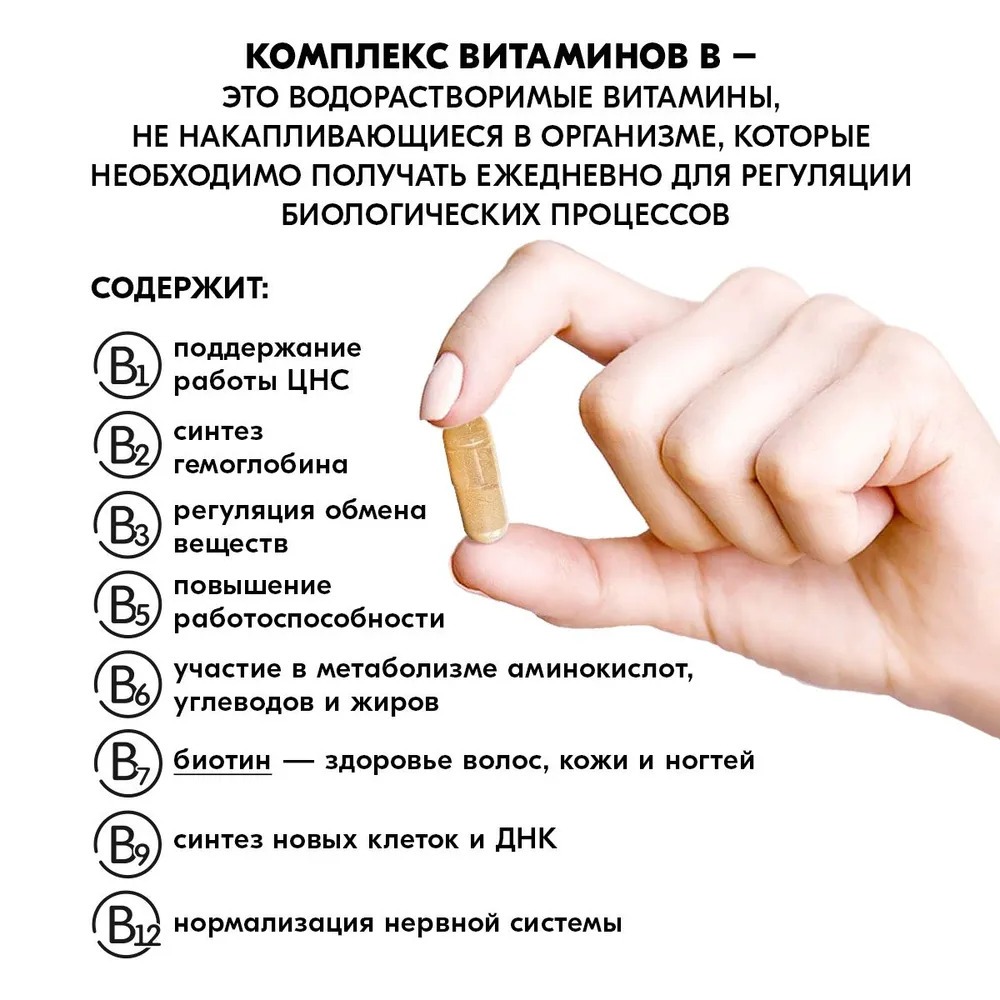 КОМПЛЕКС ВИТАМИНОВ В –
ЭТО ВОДОРАСТВОРИМЫЕ ВИТАМИНЫ,
НЕ НАКАПЛИВАЮЩИЕСЯ В ОРГАНИЗМЕ, КОТОРЫЕ
НЕОБХОДИМО ПОЛУЧАТЬ ЕЖЕДНЕВНО ДЛЯ РЕГУЛЯЦИИ
БИОЛОГИЧЕСКИХ ПРОЦЕССОВ
СОДЕРЖИТ:
B1 поддержание
работы ЦНС
B2 синтез
гемоглобина
B3 регуляция обмена
веществ
B5 повышение
работоспособности
B6 участие в метаболизме аминокислот,
углеводов и жиров
B7 биотин — здоровье волос, кожи и ногтей
B9 синтез новых клеток и ДНК
B12 нормализация нервной системы